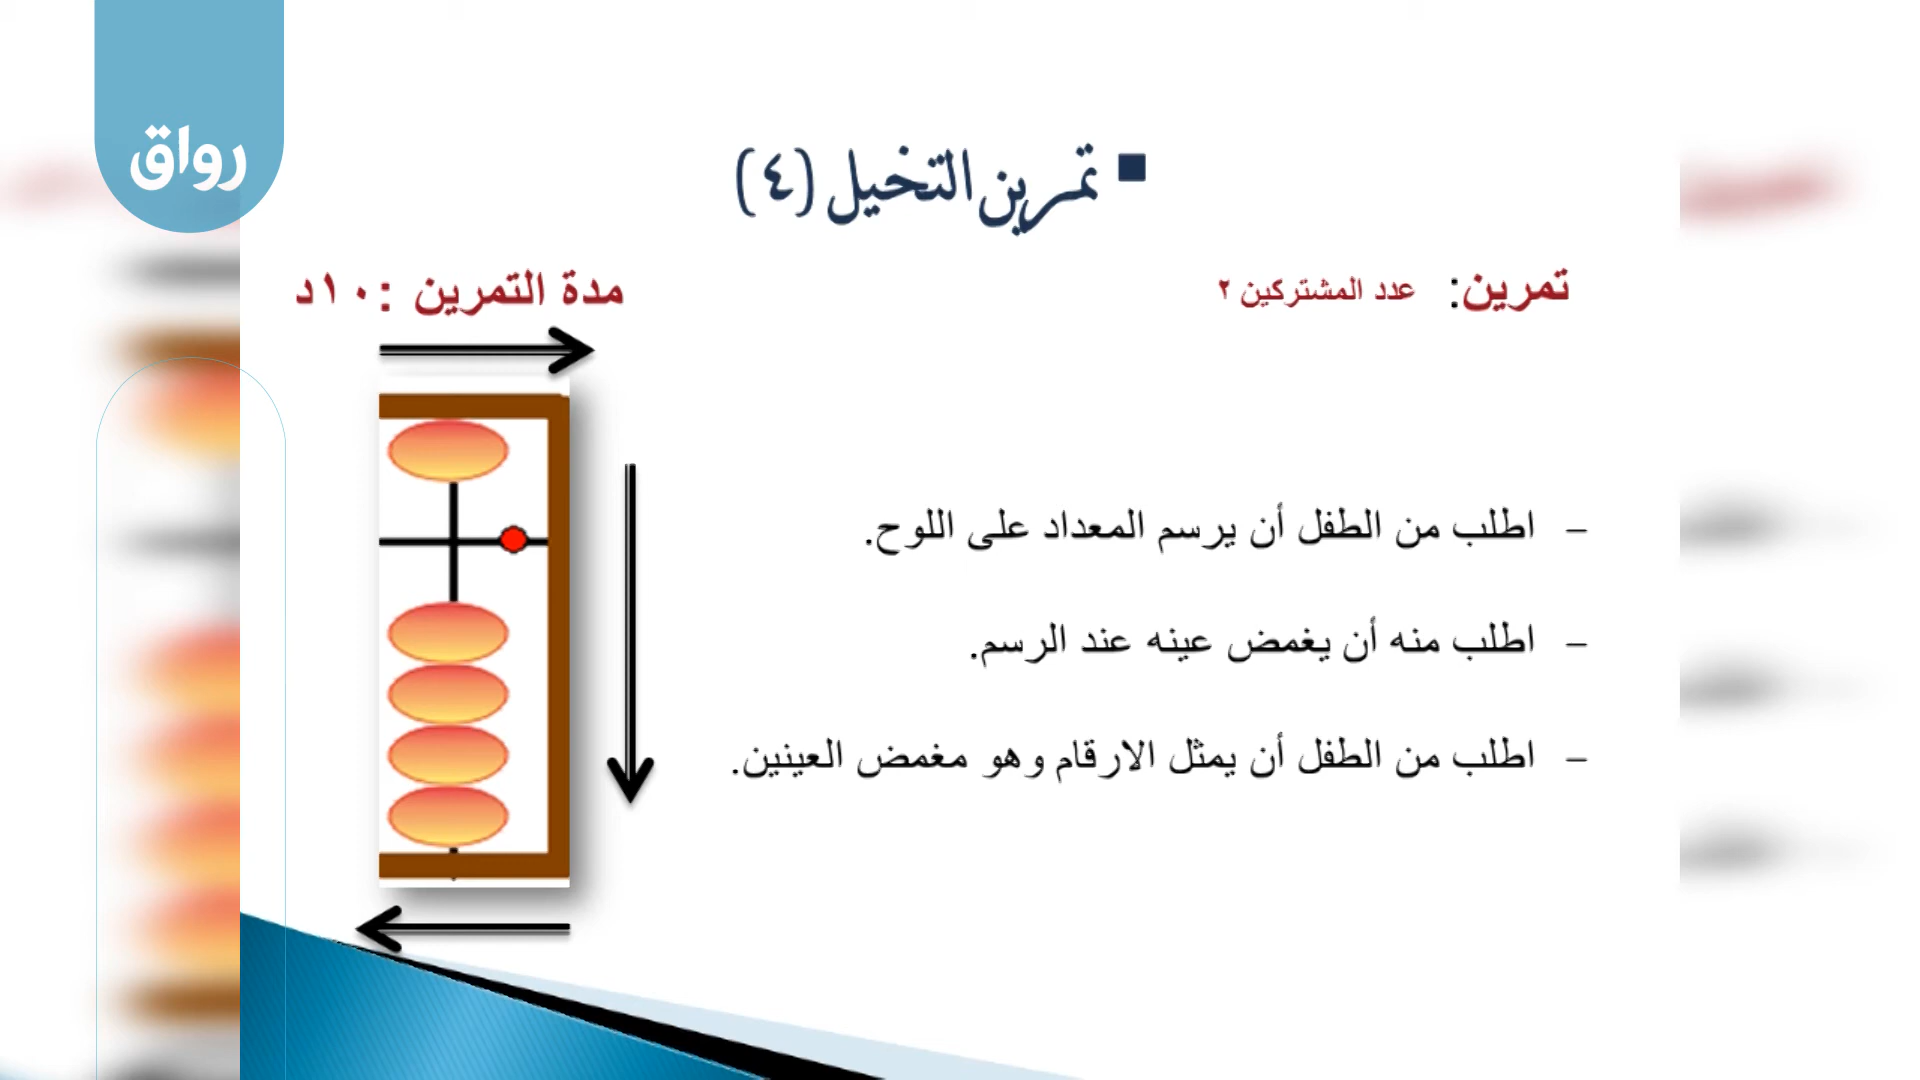 رواق
▪ تمرين التخيل (٤)
تمرين: عدد المشتركين ٢
مدة التمرين :١٠د
- اطلب من الطفل أن يرسم المعداد على اللوح.
- اطلب منه أن يغمض عينه عند الرسم.
- اطلب من الطفل أن يمثل الارقام وهو مغمض العينين.